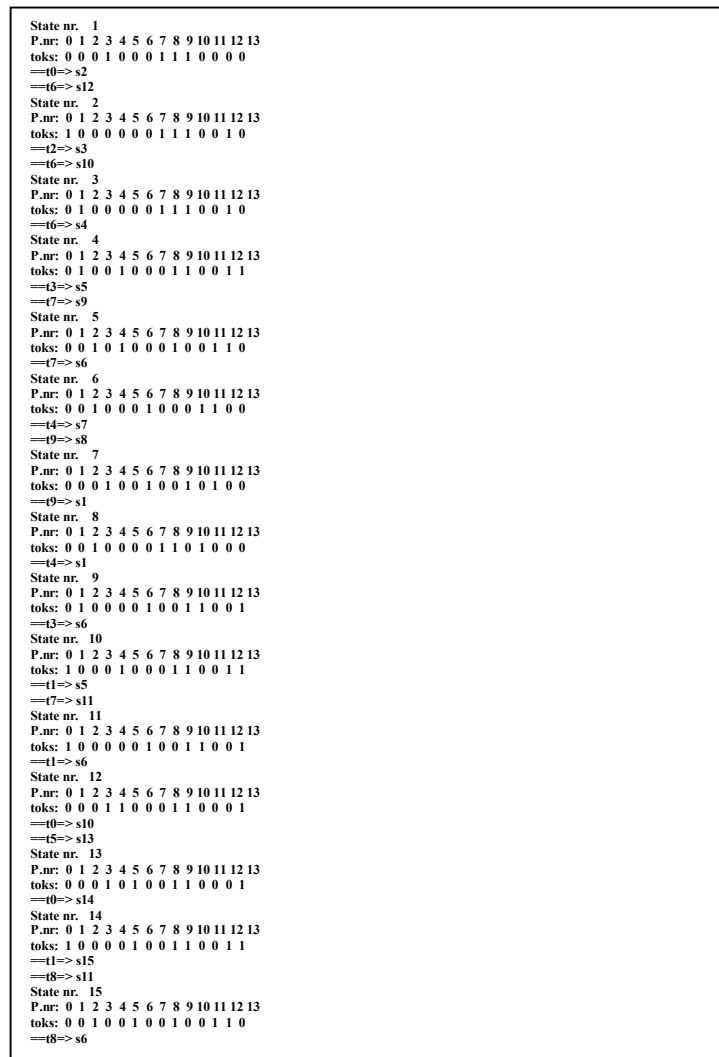 State nr. 1
P.nr: 0 1 2 3 4 5 6 7 8 9 10 11 12 13
toks: 0 0 0 1 0 0 0 1 1 1 0 0 0 0
==t0=> s2
==t6=> s12
State nr. 2
P.nr: 0 1 2 3 4 5 6 7 8 9 10 11 12 13
toks: 1 0 0 0 0 0 0 1 1 1 0 0 1 0
==t2=> s3
==t6=> s10
State nr. 3
P.nr: 0 1 2 3 4 5 6 7 8 9 10 11 12 13
toks: 0 1 0 0 0 0 0 1 1 1 0 0 1 0
==t6=> s4
State nr. 4
P.nr: 0 1 2 3 4 5 6 7 8 9 10 11 12 13
toks: 0 1 0 0 1 0 0 0 1 1 0 0 1 1
==t3=> s5
==t7=> s9
State nr. 5
P.nr: 0 1 2 3 4 5 6 7 8 9 10 11 12 13
toks: 0 0 1 0 1 0 0 0 1 0 0 1 1 0
==t7=> s6
State nr. 6
P.nr: 0 1 2 3 4 5 6 7 8 9 10 11 12 13
toks: 0 0 1 0 0 0 1 0 0 0 1 1 0 0
==t4=> s7
==t9=> s8
State nr. 7
P.nr: 0 1 2 3 4 5 6 7 8 9 10 11 12 13
toks: 0 0 0 1 0 0 1 0 0 1 0 1 0 0
==t9=> s1
State nr. 8
P.nr: 0 1 2 3 4 5 6 7 8 9 10 11 12 13
toks: 0 0 1 0 0 0 0 1 1 0 1 0 0 0
==t4=> s1
State nr. 9
P.nr: 0 1 2 3 4 5 6 7 8 9 10 11 12 13
toks: 0 1 0 0 0 0 1 0 0 1 1 0 0 1
==t3=> s6
State nr. 10
P.nr: 0 1 2 3 4 5 6 7 8 9 10 11 12 13
toks: 1 0 0 0 1 0 0 0 1 1 0 0 1 1
==t1=> s5
==t7=> s11
State nr. 11
P.nr: 0 1 2 3 4 5 6 7 8 9 10 11 12 13
toks: 1 0 0 0 0 0 1 0 0 1 1 0 0 1
==t1=> s6
State nr. 12
P.nr: 0 1 2 3 4 5 6 7 8 9 10 11 12 13
toks: 0 0 0 1 1 0 0 0 1 1 0 0 0 1
==t0=> s10
==t5=> s13
State nr. 13
P.nr: 0 1 2 3 4 5 6 7 8 9 10 11 12 13
toks: 0 0 0 1 0 1 0 0 1 1 0 0 0 1
==t0=> s14
State nr. 14
P.nr: 0 1 2 3 4 5 6 7 8 9 10 11 12 13
toks: 1 0 0 0 0 1 0 0 1 1 0 0 1 1
==t1=> s15
==t8=> s11
State nr. 15
P.nr: 0 1 2 3 4 5 6 7 8 9 10 11 12 13
toks: 0 0 1 0 0 1 0 0 1 0 0 1 1 0
==t8=> s6